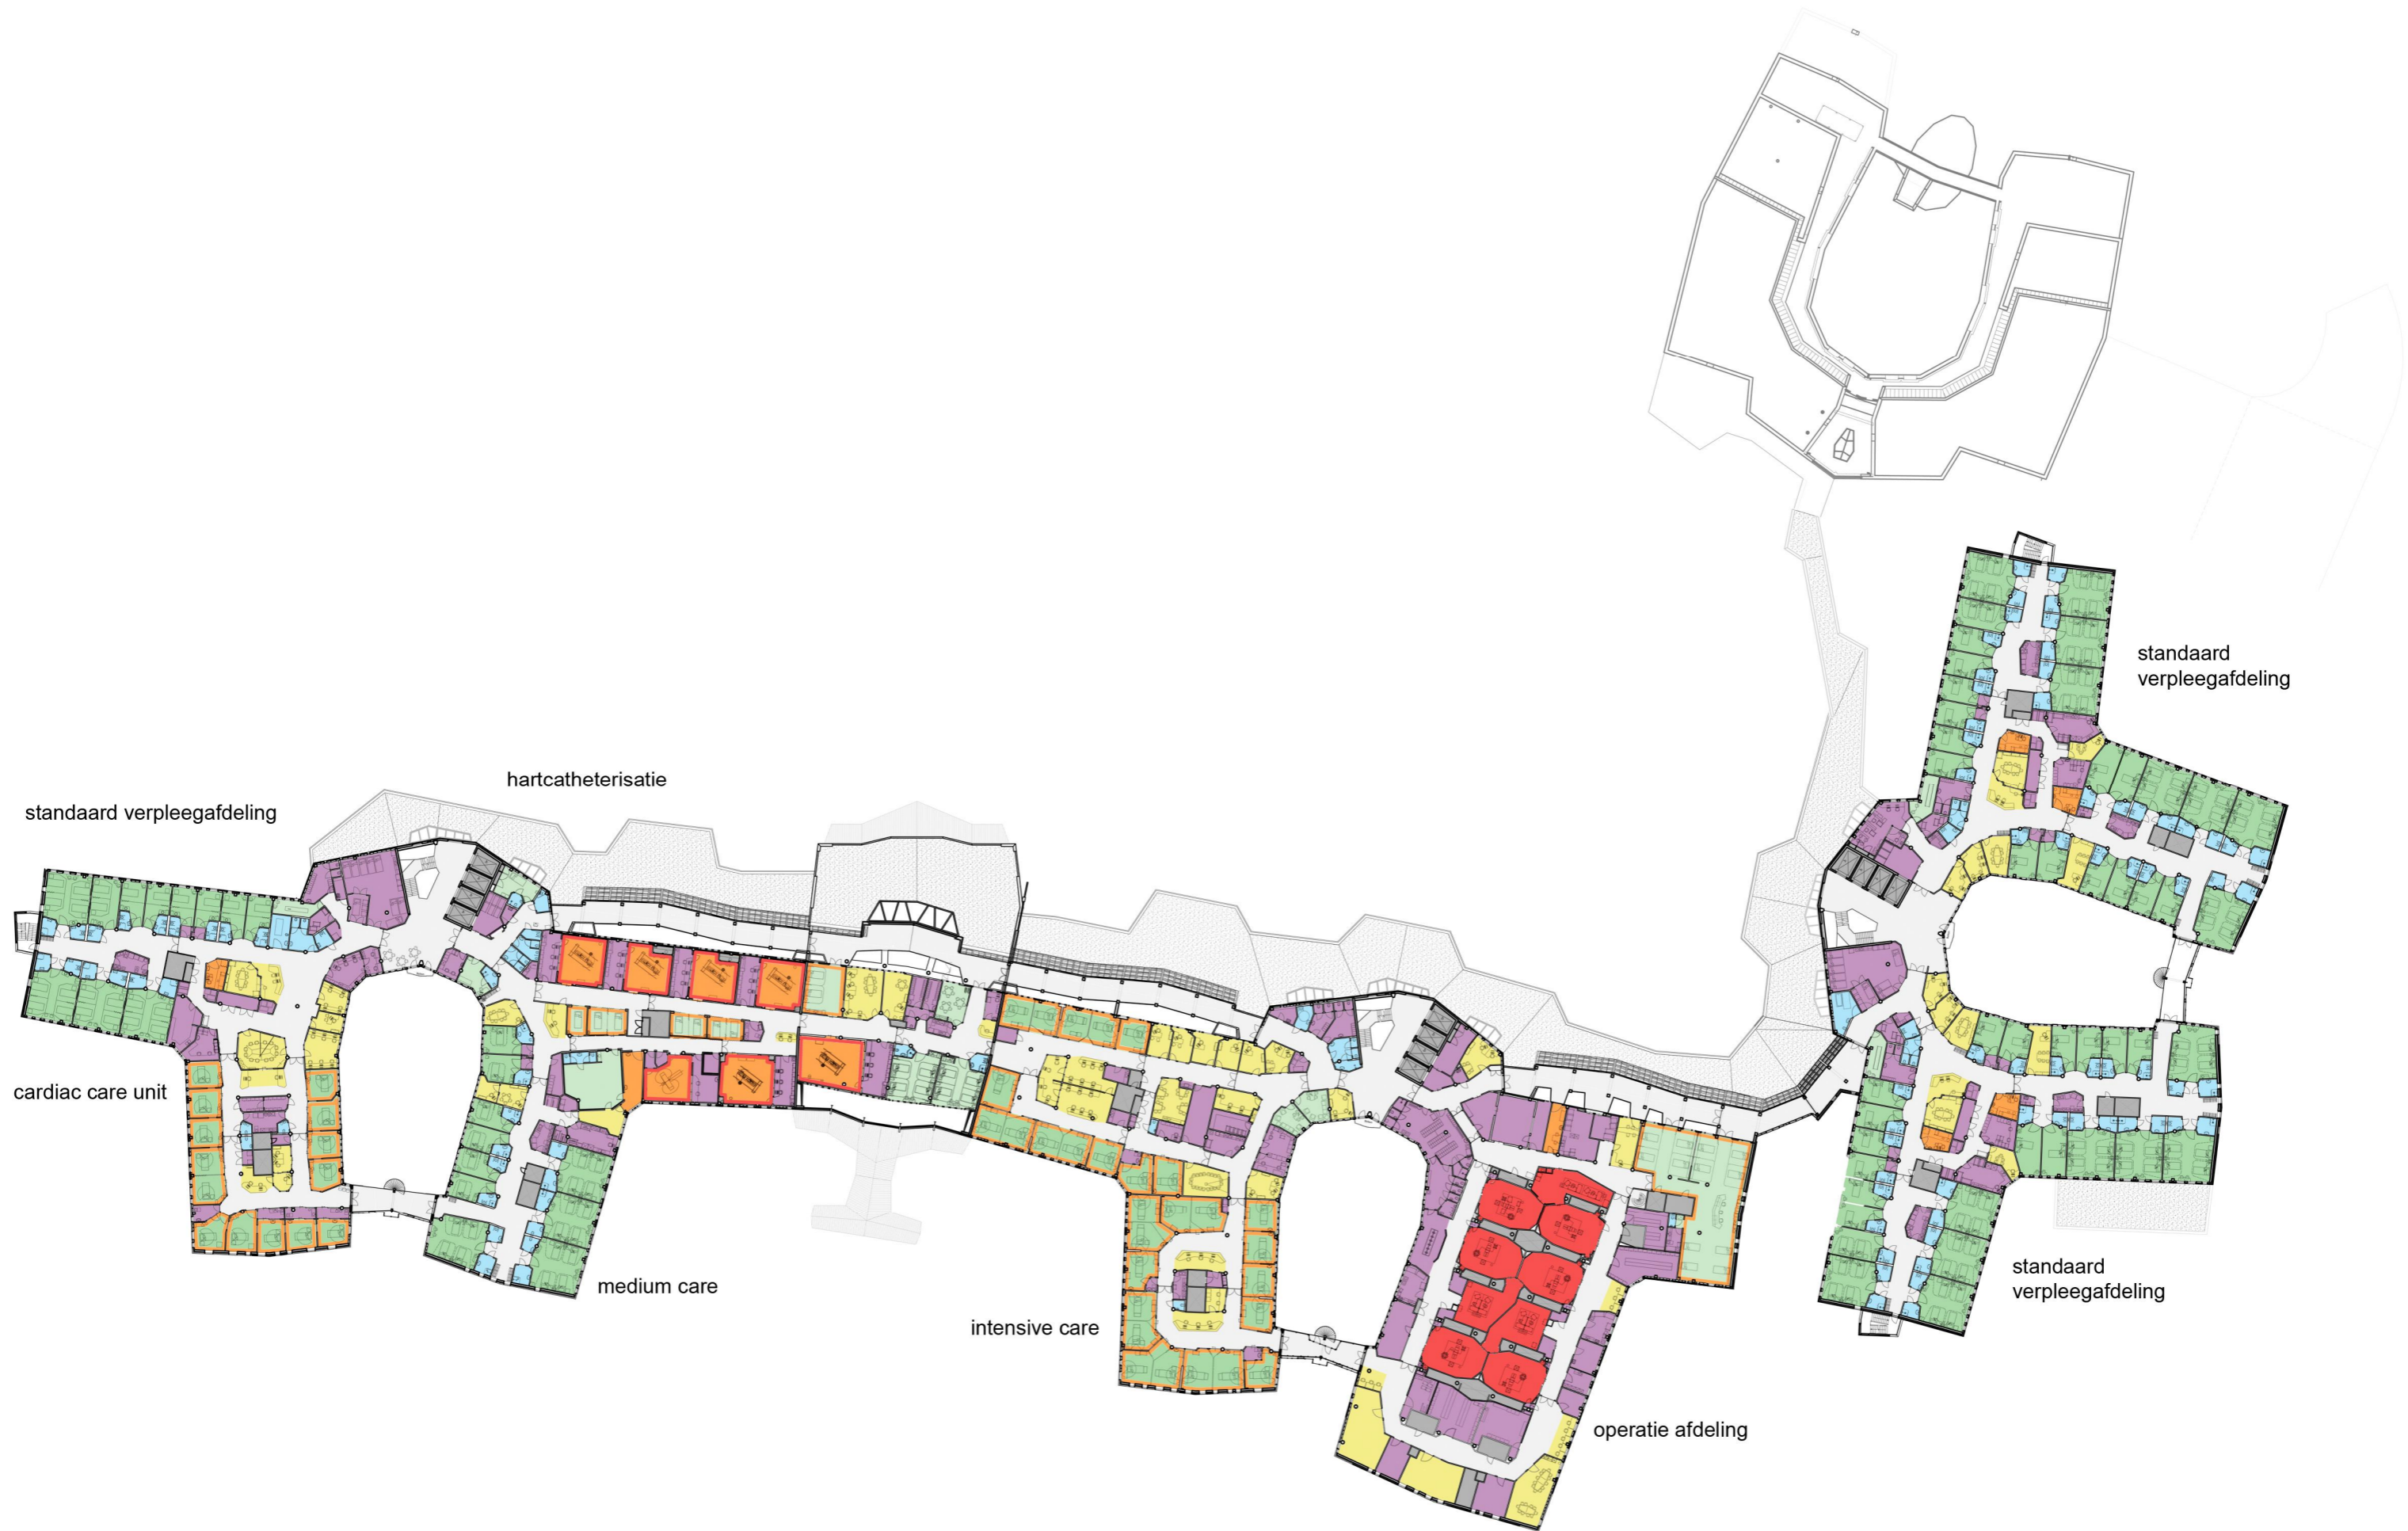 standaard
verpleegafdeling
hartcatheterisatie
standaard verpleegafdeling
cardiac care unit
medium care
intensive care
standaard
verpleegafdeling
operatie afdeling